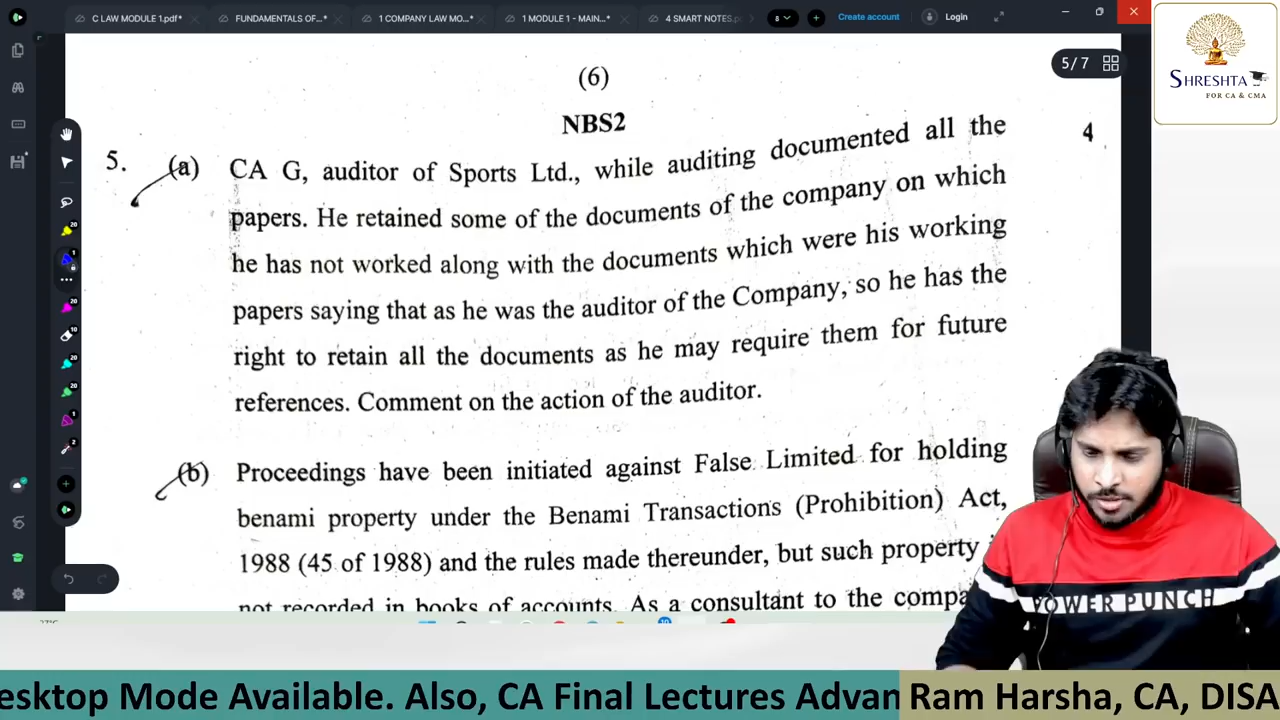 C LAW MODULE 1.pdf*
FUNDAMENTALS OF...*
1 COMPANY LAW MO...*
1 MODULE 1 - MAIN...*
4 SMART NOTES.p
8
Create account
Login
5/7
SHRESHTA
FOR CA & CMA
(6)
NBS2
5. (a) CA G, auditor of Sports Ltd., while auditing documented all the 4
papers. He retained some of the documents of the company on which
he has not worked along with the documents which were his working
papers saying that as he was the auditor of the Company, so he has the
right to retain all the documents as he may require them for future
references. Comment on the action of the auditor.
(b) Proceedings have been initiated against False Limited for holding
benami property under the Benami Transactions (Prohibition) Act,
1988 (45 of 1988) and the rules made thereunder, but such property
not recorded in books of accounts. As a consultant to the compa
POWER PUNCH
esktop Mode Available. Also, CA Final Lectures Advan
Ram Harsha, CA, DISA